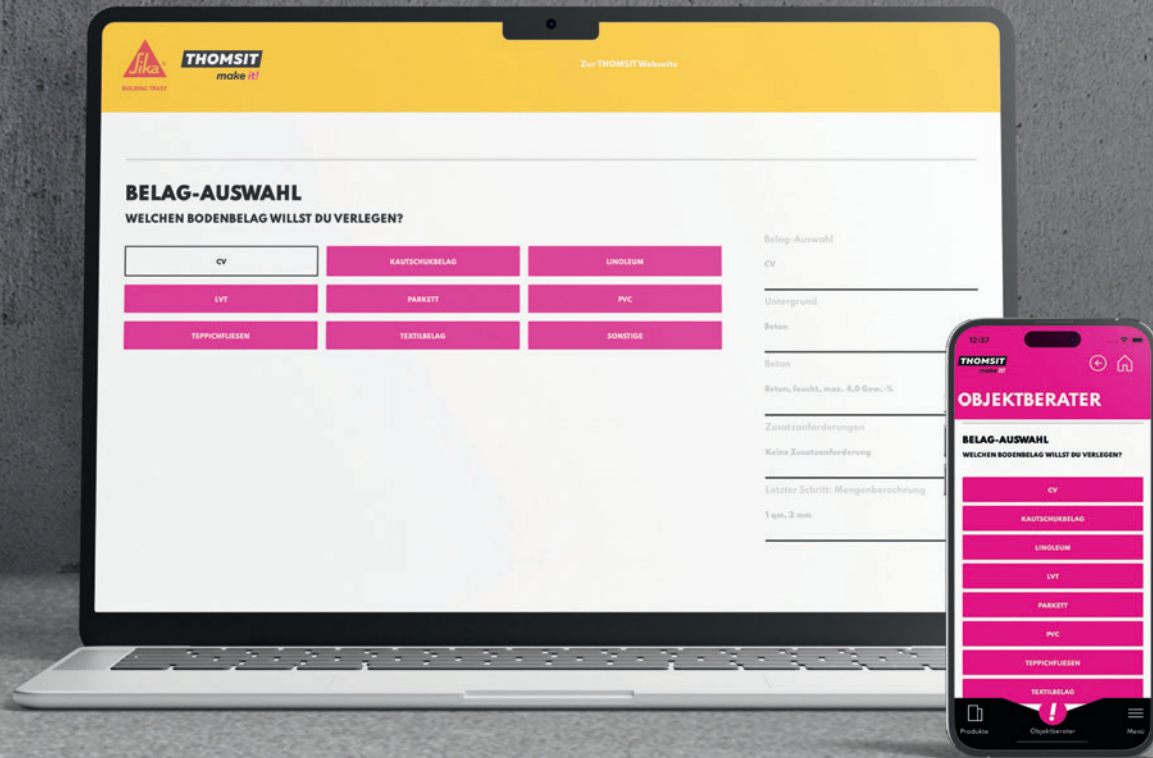 Sika
BUILDING TRUST
THOMSIT
make it!
Zur THOMSIT Webseite
BELAG-AUSWAHL
WELCHEN BODENBELAG WILLST DU VERLEGEN?
CV
KAUTSCHUKBELAG
LINOLEUM
LVT
PARKETT
PVC
TEPPICHFLIESEN
TEXTILBELAG
SONSTIGE
Belag-Auswahl
CV
Untergrund
Beton
Beton
Beton, feucht, max. 4,0 Gew.-%
Zusatzanforderungen
Keine Zusatzanforderung
Letzter Schritt: Mengenberechnung
1 qm, 2 mm
12:37
THOMSIT
make it!
OBJEKTBERATER
BELAG-AUSWAHL
WELCHEN BODENBELAG WILLST DU VERLEGEN?
CV
KAUTSCHUKBELAG
LINOLEUM
LVT
PARKETT
PVC
TEPPICHFLIESEN
TEXTILBELAG
Produkte
Objektberater
Menü